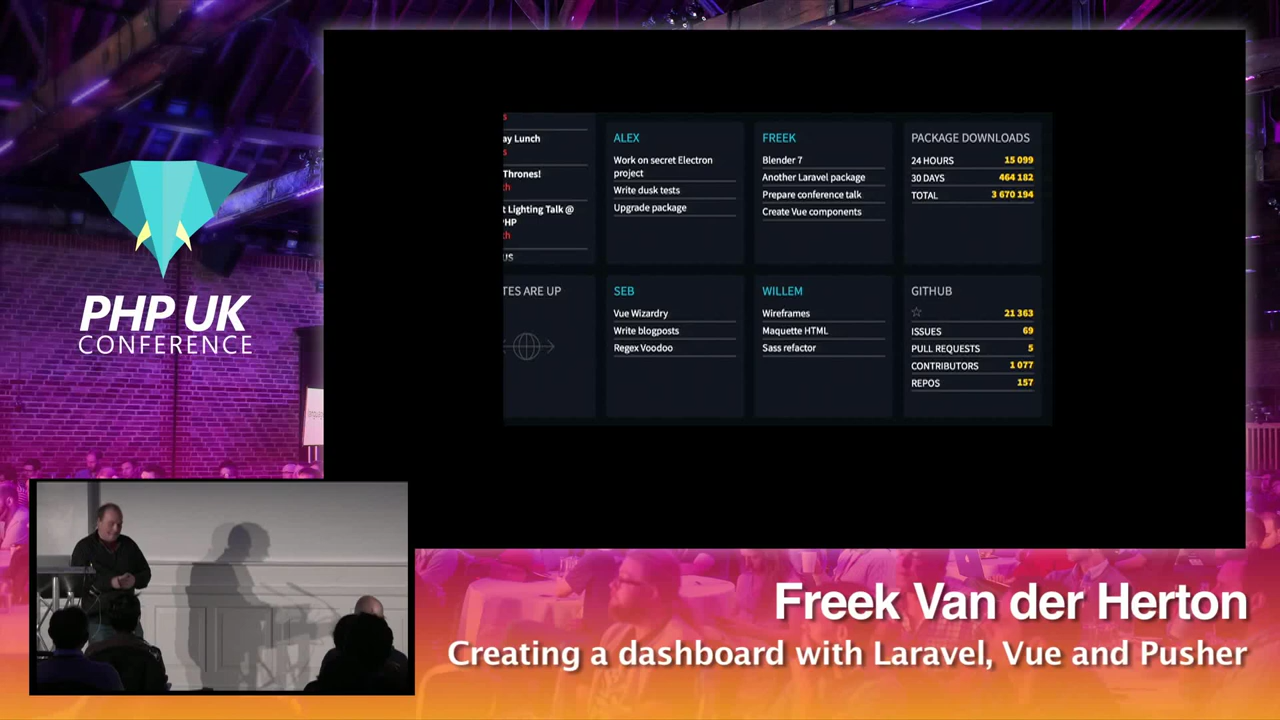 PHP UK
CONFERENCE
s
ay Lunch
s
Thrones!
th
t Lighting Talk @
PHP
th
US
TES ARE UP
ALEX
Work on secret Electron
project
Write dusk tests
Upgrade package
FREEK
Blender 7
Another Laravel package
Prepare conference talk
Create Vue components
PACKAGE DOWNLOADS
24 HOURS 15 099
30 DAYS 464 182
TOTAL 3 670 194
SEB
Vue Wizardry
Write blogposts
Regex Voodoo
WILLEM
Wireframes
Maquette HTML
Sass refactor
GITHUB
☆ 21 363
ISSUES 69
PULL REQUESTS 5
CONTRIBUTORS 1 077
REPOS 157
Freek Van der Herton
Creating a dashboard with Laravel, Vue and Pusher